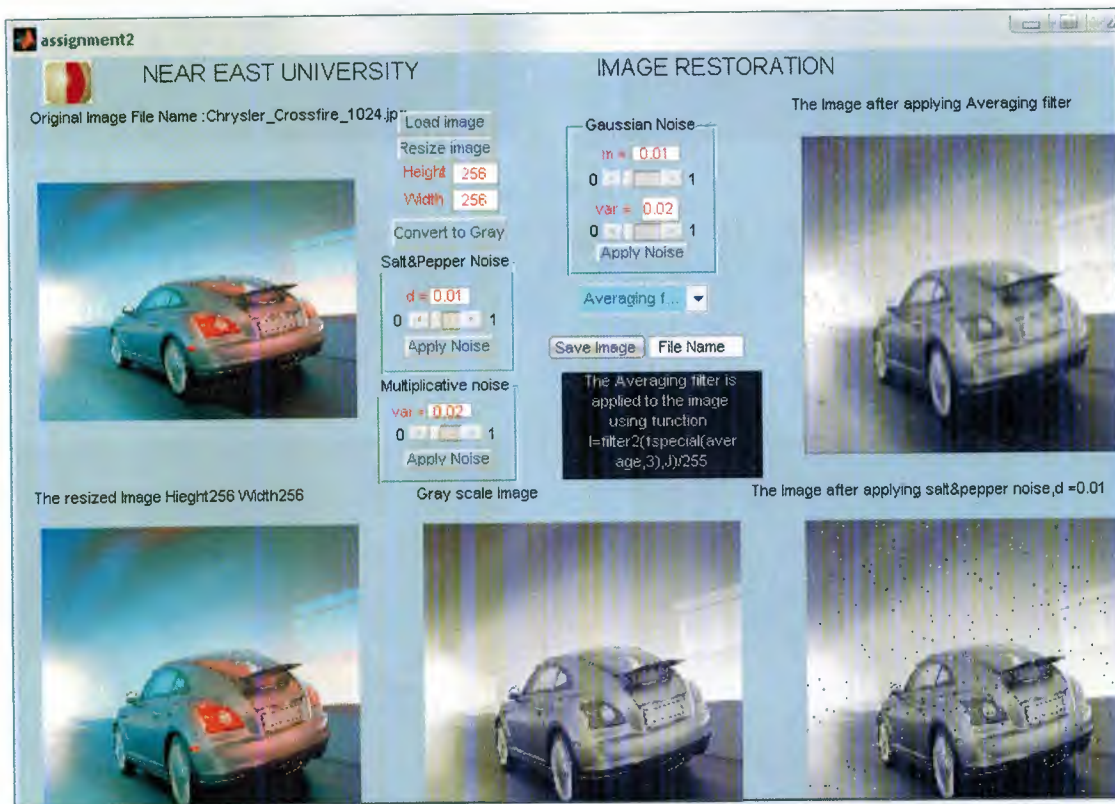 assignment2
NEAR EAST UNIVERSITY
IMAGE RESTORATION
Original Image File Name :Chrysler_Crossfire_1024.jp
Load image
Resize image
Height 256
Width 256
Convert to Gray
Salt&Pepper Noise
d = 0.01
0 1
Apply Noise
Multiplicative noise
var = 0.02
0 1
Apply Noise
Gaussian Noise
m = 0.01
0 1
var = 0.02
0 1
Apply Noise
Averaging f...
Save Image File Name
The Averaging filter is
applied to the image
using function
I=filter2(fspecial(aver
age,3),J)/255
The Image after applying Averaging filter
The resized Image Hieght256 Width256
Gray scale Image
The Image after applying salt&pepper noise,d =0.01